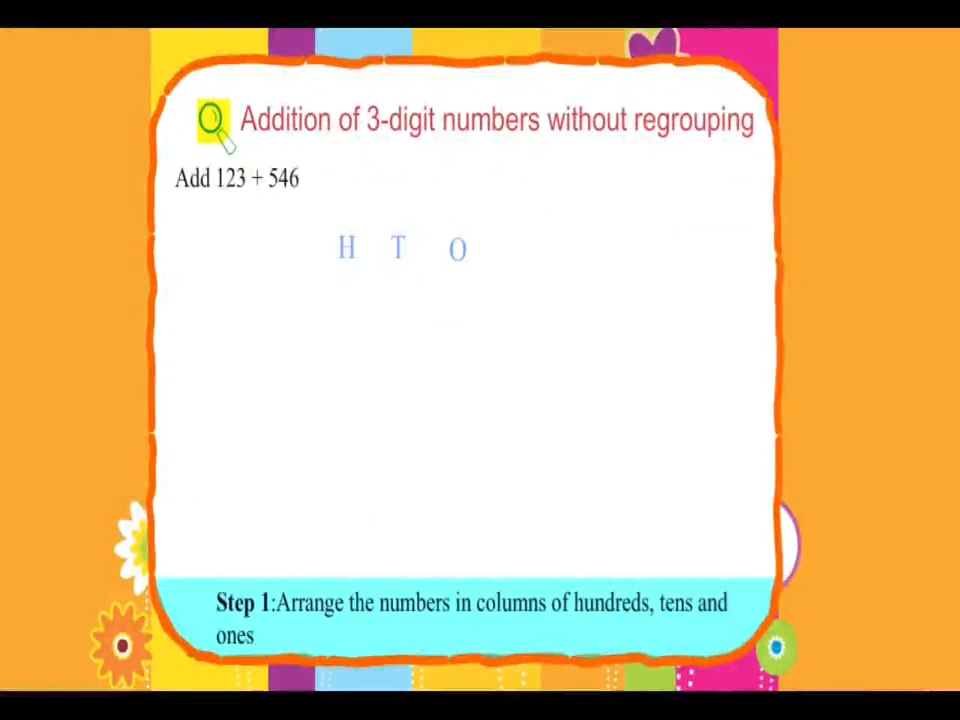 Addition of 3-digit numbers without regrouping
Add 123 + 546
H T O
Step 1:Arrange the numbers in columns of hundreds, tens and
ones